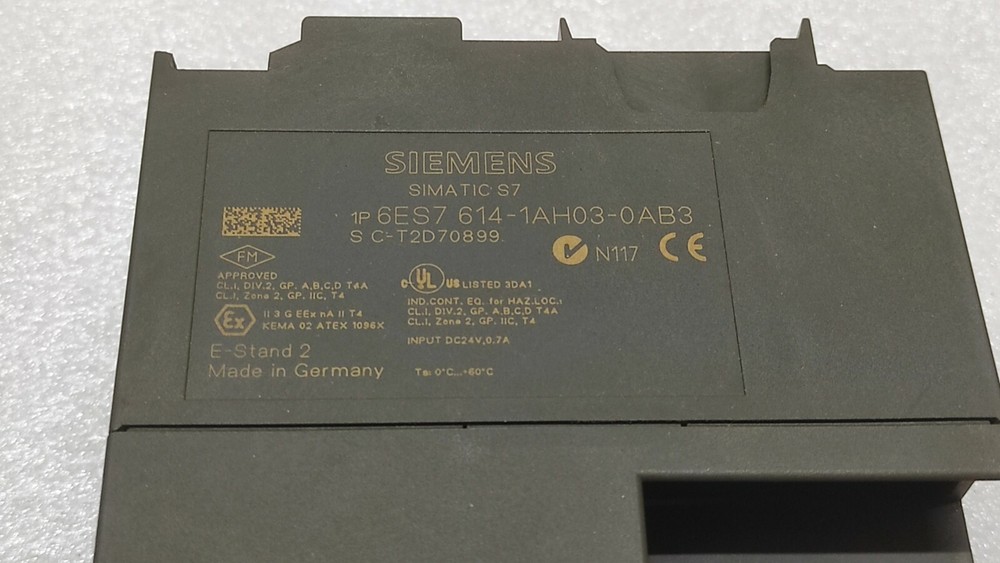 SIEMENS
SIMATIC S7
1P 6ES7 614-1AH03-0AB3
S C-T2D70899
N117 CE
FM
APPROVED
CL.I, DIV.2, GP. A,B,C,D T4A
CL.I, Zone 2, GP. IIC, T4
Ex II 3 G EEx nA II T4
KEMA 02 ATEX 1096X
E-Stand 2
Made in Germany
c UL US LISTED 3DA1
IND.CONT. EQ. for HAZ.LOC.:
CL.I, DIV.2, GP. A,B,C,D T4A
CL.I, Zone 2, GP. IIC, T4
INPUT DC24V,0.7A
Ta: 0°C...+60°C